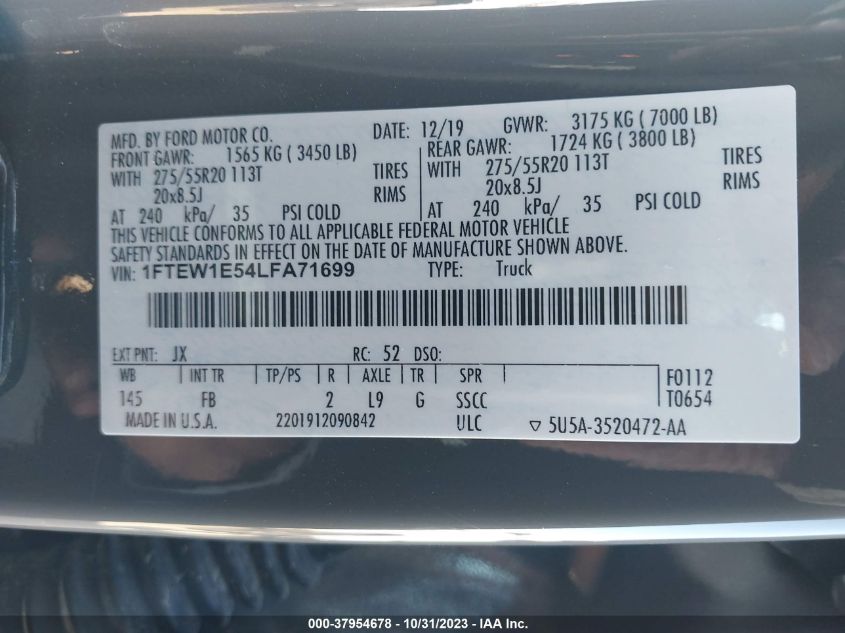 MFD. BY FORD MOTOR CO. DATE: 12/19 GVWR: 3175 KG ( 7000 LB)
FRONT GAWR: 1565 KG ( 3450 LB) REAR GAWR: 1724 KG ( 3800 LB)
WITH 275/55R20 113T TIRES WITH 275/55R20 113T TIRES
20x8.5J RIMS 20x8.5J RIMS
AT 240 kPa/ 35 PSI COLD AT 240 kPa/ 35 PSI COLD
THIS VEHICLE CONFORMS TO ALL APPLICABLE FEDERAL MOTOR VEHICLE
SAFETY STANDARDS IN EFFECT ON THE DATE OF MANUFACTURE SHOWN ABOVE.
VIN: 1FTEW1E54LFA71699 TYPE: Truck
EXT PNT: JX RC: 52 DSO:
WB INT TR TP/PS R AXLE TR SPR F0112
145 FB 2 L9 G SSCC T0654
MADE IN U.S.A. 2201912090842 ULC ▽ 5U5A-3520472-AA
000-37954678 - 10/31/2023 - IAA Inc.